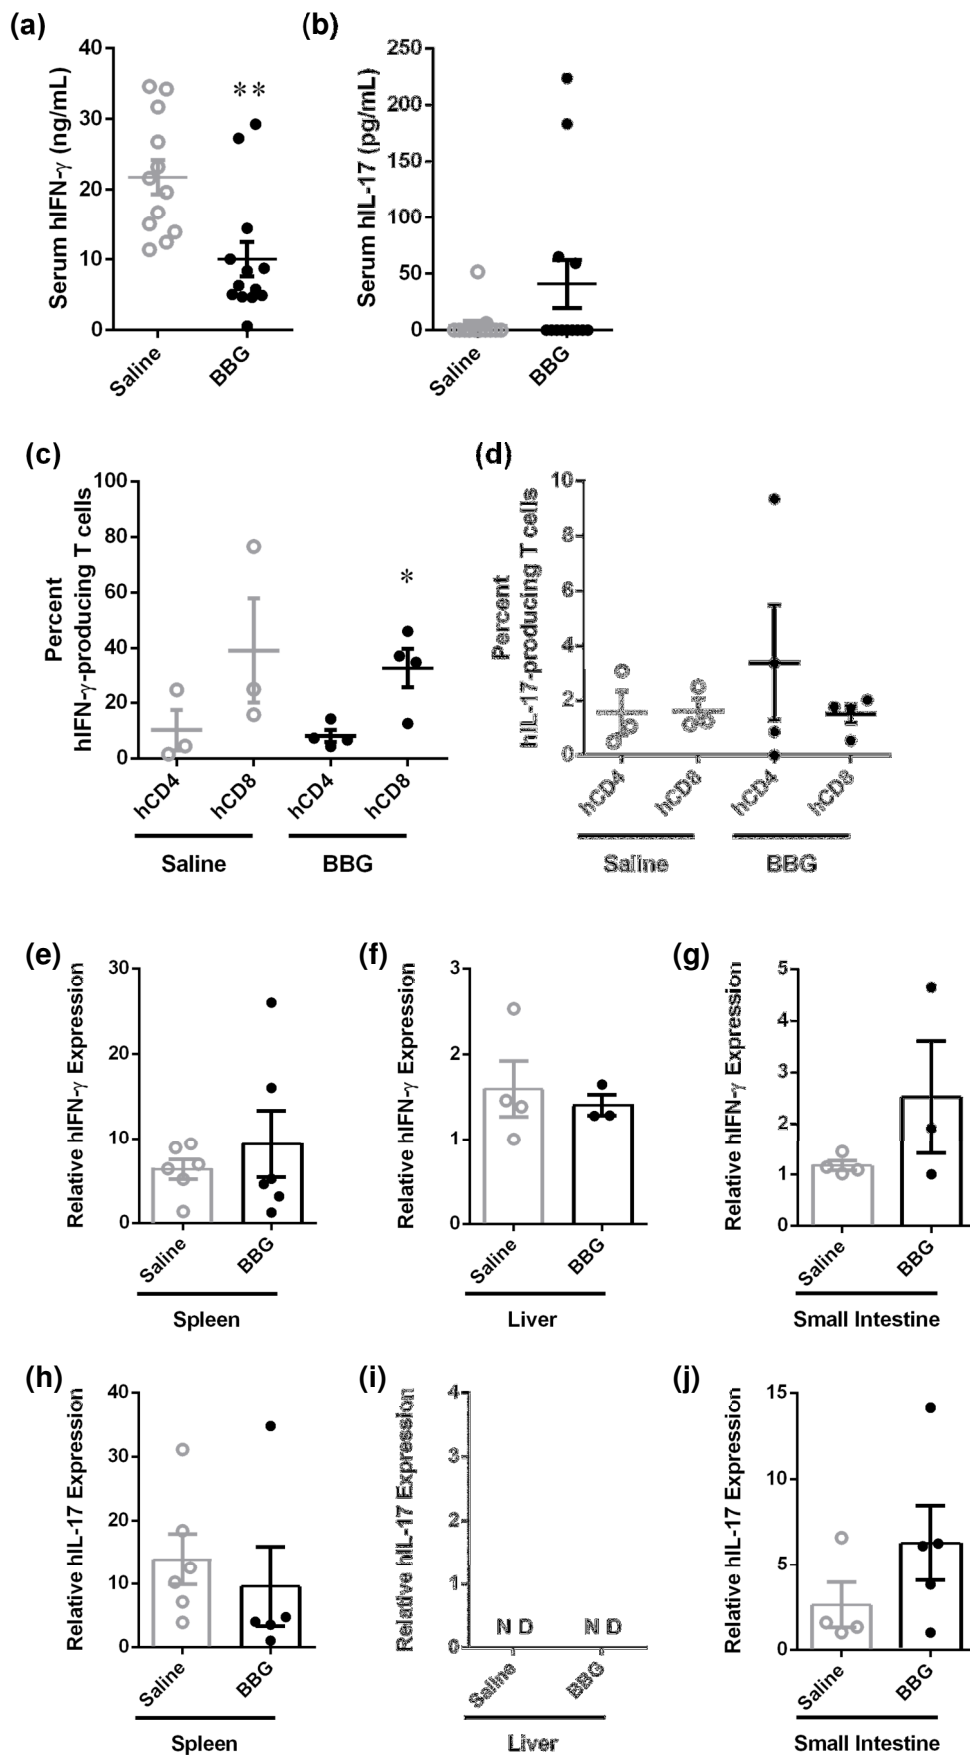 (a)
Serum hIFN-γ (ng/mL)
40
30
20
10
0
**
Saline
BBG
(b)
Serum hIL-17 (pg/mL)
250
200
150
100
50
0
Saline
BBG
(c)
Percent
hIFN-γ-producing T cells
100
80
60
40
20
0
*
hCD4
hCD8
hCD4
hCD8
Saline
BBG
(d)
Percent
hIL-17-producing T cells
10
8
6
4
2
0
hCD4
hCD8
hCD4
hCD8
Saline
BBG
(e)
Relative hIFN-γ Expression
30
20
10
0
Saline
BBG
Spleen
(f)
Relative hIFN-γ Expression
3
2
1
0
Saline
BBG
Liver
(g)
Relative hIFN-γ Expression
5
4
3
2
1
0
Saline
BBG
Small Intestine
(h)
Relative hIL-17 Expression
40
30
20
10
0
Saline
BBG
Spleen
(i)
Relative hIL-17 Expression
4
3
2
1
0
N D
N D
Saline
BBG
Liver
(j)
Relative hIL-17 Expression
15
10
5
0
Saline
BBG
Small Intestine